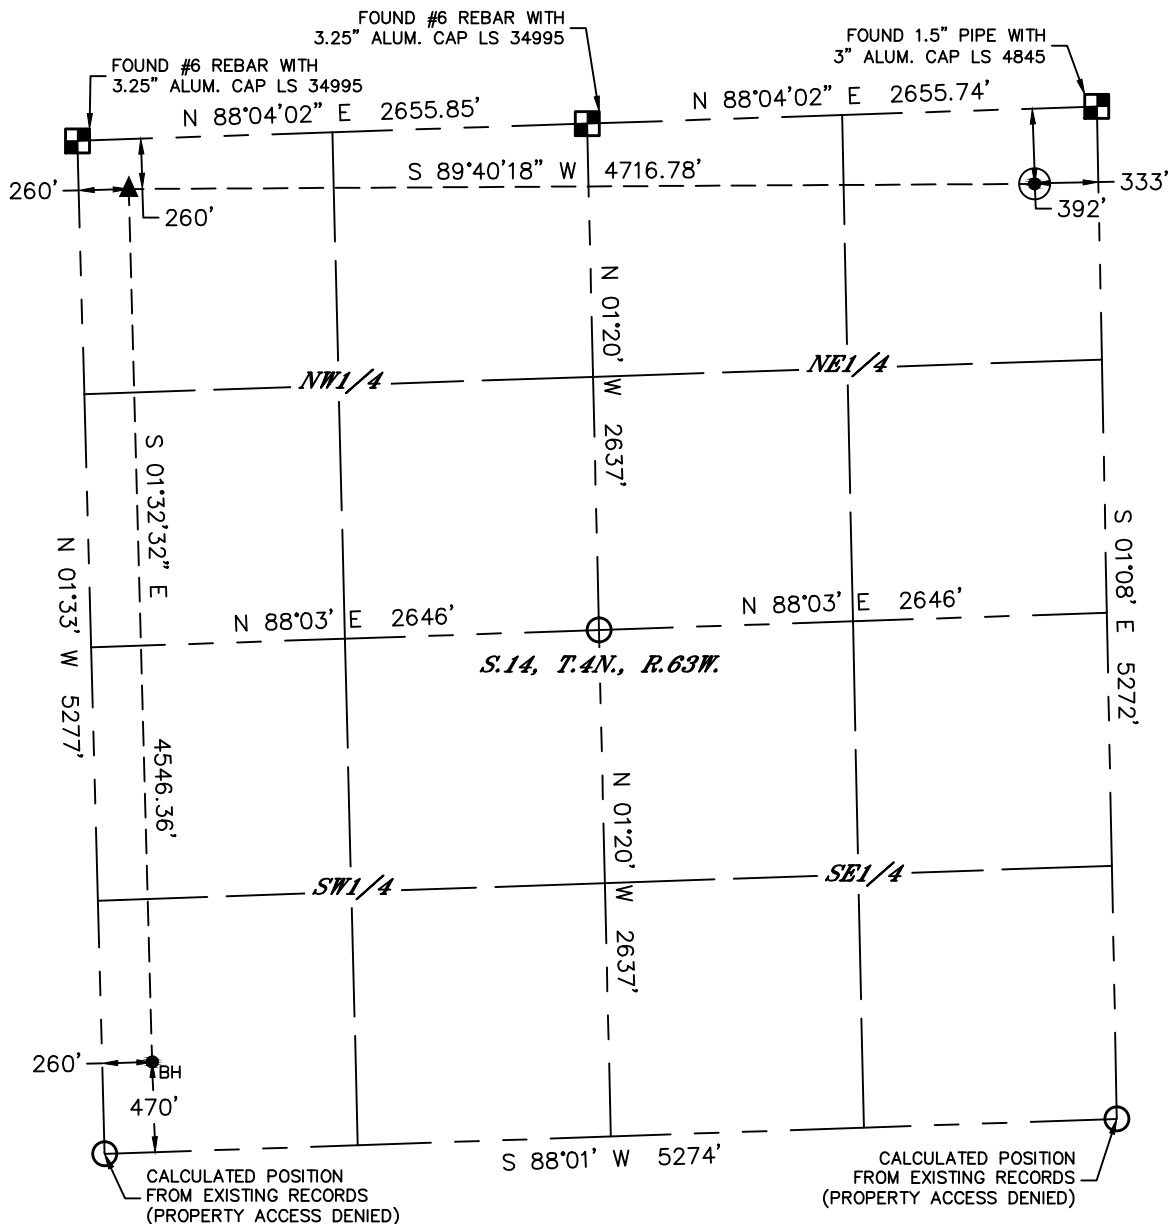 FOUND #6 REBAR WITH
3.25" ALUM. CAP LS 34995
FOUND #6 REBAR WITH
3.25" ALUM. CAP LS 34995
FOUND 1.5" PIPE WITH
3" ALUM. CAP LS 4845
N 88°04'02" E 2655.85'
N 88°04'02" E 2655.74'
S 89°40'18" W 4716.78'
260'
260'
333'
392'
N 01°20' W 2637'
NW1/4
NE1/4
S 01°32'32" E 4546.36'
N 01°33' W 5277'
S 01°08' E 5272'
N 88°03' E 2646'
N 88°03' E 2646'
S.14, T.4N., R.63W.
N 01°20' W 2637'
SW1/4
SE1/4
260'
BH
470'
S 88°01' W 5274'
CALCULATED POSITION
FROM EXISTING RECORDS
(PROPERTY ACCESS DENIED)
CALCULATED POSITION
FROM EXISTING RECORDS
(PROPERTY ACCESS DENIED)